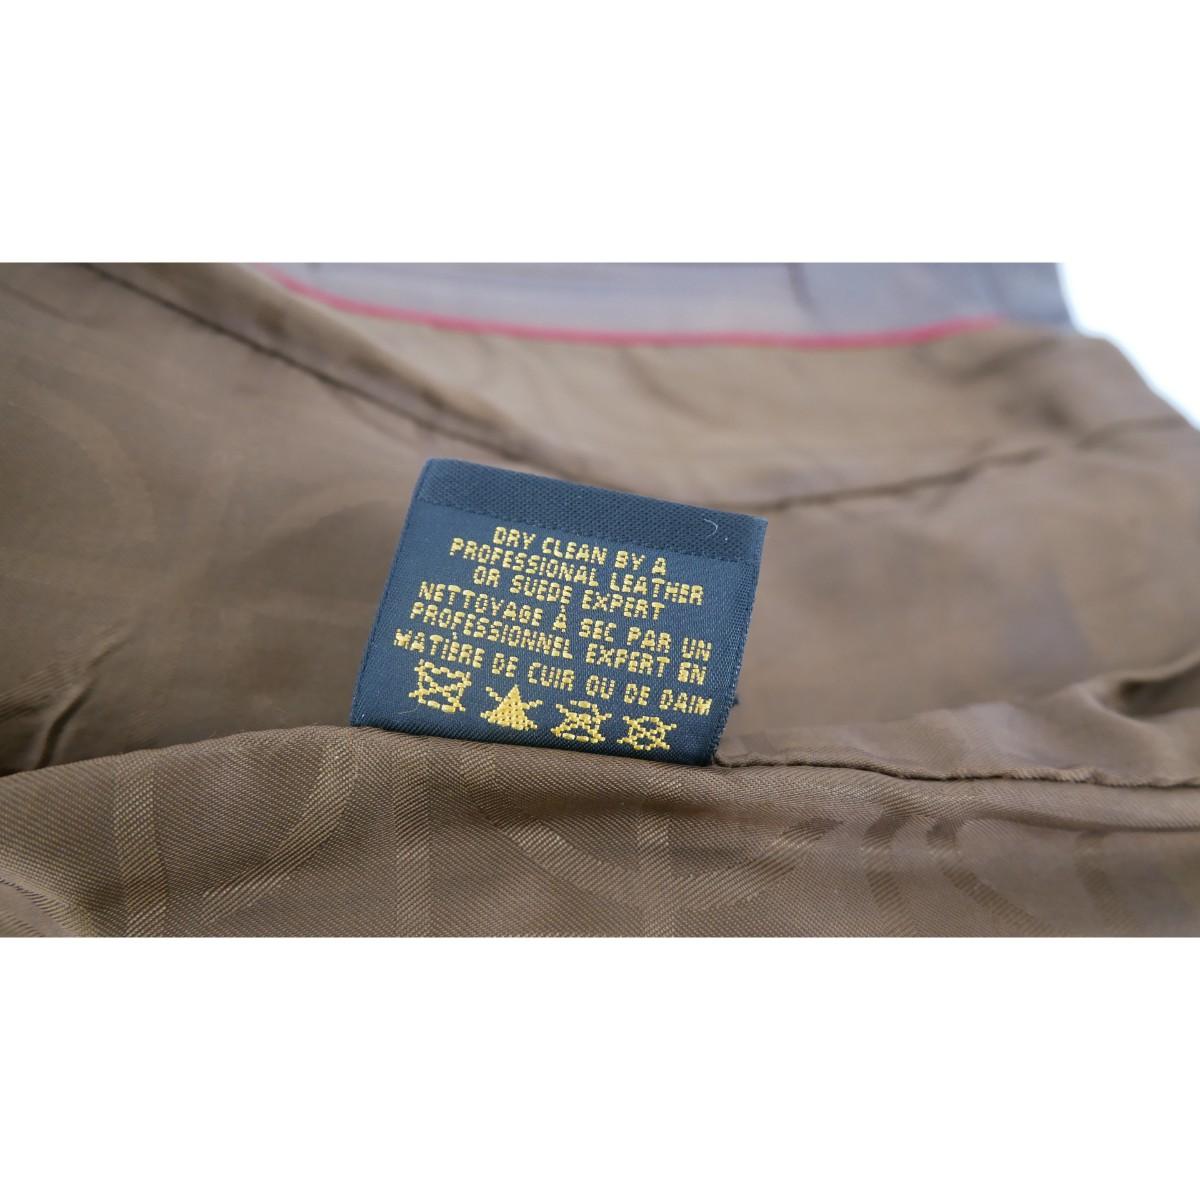 DRY CLEAN BY A
PROFESSIONAL LEATHER
OR SUEDE EXPERT
NETTOYAGE À SEC PAR UN
PROFESSIONNEL EXPERT EN
MATIÈRE DE CUIR OU DE DAIM